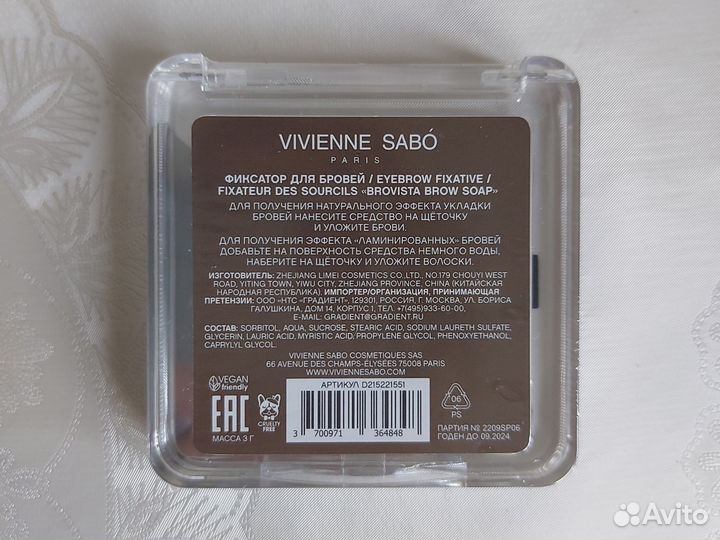 VIVIENNE SABÓ
PARIS
ФИКСАТОР ДЛЯ БРОВЕЙ / EYEBROW FIXATIVE /
FIXATEUR DES SOURCILS «BROVISTA BROW SOAP»
ДЛЯ ПОЛУЧЕНИЯ НАТУРАЛЬНОГО ЭФФЕКТА УКЛАДКИ
БРОВЕЙ НАНЕСИТЕ СРЕДСТВО НА ЩЁТОЧКУ
И УЛОЖИТЕ БРОВИ.
ДЛЯ ПОЛУЧЕНИЯ ЭФФЕКТА «ЛАМИНИРОВАННЫХ» БРОВЕЙ
ДОБАВЬТЕ НА ПОВЕРХНОСТЬ СРЕДСТВА НЕМНОГО ВОДЫ,
НАБЕРИТЕ НА ЩЁТОЧКУ И УЛОЖИТЕ ВОЛОСКИ.
ИЗГОТОВИТЕЛЬ: ZHEJIANG LIMEI COSMETICS CO.,LTD., NO.179 CHOUYI WEST
ROAD, YITING TOWN, YIWU CITY, ZHEJIANG PROVINCE, CHINA (КИТАЙСКАЯ
НАРОДНАЯ РЕСПУБЛИКА). ИМПОРТЕР/ОРГАНИЗАЦИЯ, ПРИНИМАЮЩАЯ
ПРЕТЕНЗИИ: ООО «НТС «ГРАДИЕНТ», 129301, РОССИЯ, Г. МОСКВА, УЛ. БОРИСА
ГАЛУШКИНА, ДОМ 14, КОРПУС 1, ТЕЛ. +7(495)933-60-00,
E-MAIL: GRADIENT@GRADIENT.RU
СОСТАВ: SORBITOL, AQUA, SUCROSE, STEARIC ACID, SODIUM LAURETH SULFATE,
GLYCERIN, LAURIC ACID, MYRISTIC ACID, PROPYLENE GLYCOL, PHENOXYETHANOL,
CAPRYLYL GLYCOL.
VIVIENNE SABO COSMETIQUES SAS
66 AVENUE DES CHAMPS-ÉLYSÉES 75008 PARIS
WWW.VIVIENNESABO.COM
VEGAN
friendly
EAC
CRUELTY
FREE
МАССА 3 Г
АРТИКУЛ D215221551
3 700971 364848
06
PS
ПАРТИЯ № 2209SP06
ГОДЕН ДО 09.2024
Avito